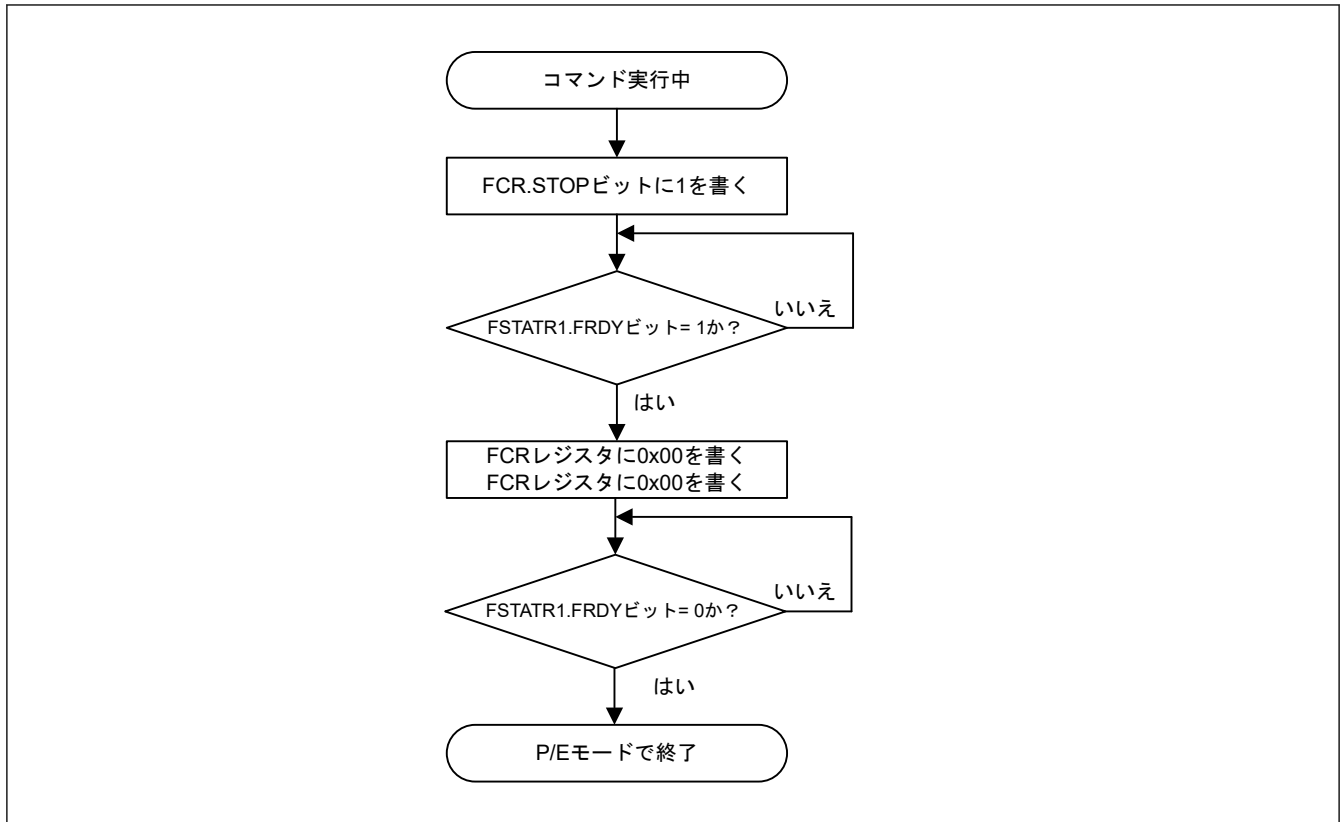 コマンド実行中
FCR.STOPビットに1を書く
いいえ
FSTATR1.FRDYビット= 1か？
はい
FCRレジスタに0x00を書く
FCRレジスタに0x00を書く
いいえ
FSTATR1.FRDYビット= 0か？
はい
P/Eモードで終了